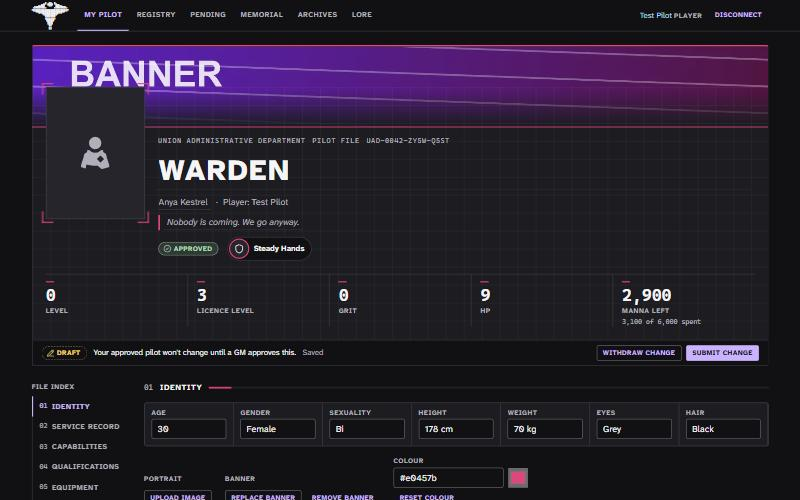 MY PILOT REGISTRY PENDING MEMORIAL ARCHIVES LORE Test Pilot PLAYER DISCONNECT
BANNER
UNION ADMINISTRATIVE DEPARTMENT PILOT FILE UAD-0042-2Y5W-Q5ST
WARDEN
Anya Kestrel · Player: Test Pilot
Nobody is coming. We go anyway.
APPROVED Steady Hands
0 3 0 9 2,900
LEVEL LICENCE LEVEL GRIT HP MANNA LEFT
3,100 of 6,000 spent
DRAFT Your approved pilot won't change until a GM approves this. Saved WITHDRAW CHANGE SUBMIT CHANGE
FILE INDEX
01 IDENTITY
02 SERVICE RECORD
03 CAPABILITIES
04 QUALIFICATIONS
05 EQUIPMENT
01 IDENTITY
AGE GENDER SEXUALITY HEIGHT WEIGHT EYES HAIR
30 Female Bi 178 cm 70 kg Grey Black
COLOUR
#e0457b
PORTRAIT BANNER
UPLOAD IMAGE REPLACE BANNER REMOVE BANNER RESET COLOUR